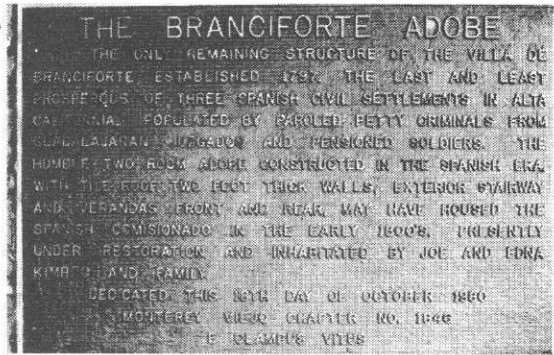 THE BRANCIFORTE ADOBE
THE ONLY REMAINING STRUCTURE OF THE VILLA DE
BRANCIFORTE ESTABLISHED 1797. THE LAST AND LEAST
PROSPEROUS OF THREE SPANISH CIVIL SETTLEMENTS IN ALTA
CALIFORNIA. POPULATED BY PAROLED PETTY CRIMINALS FROM
GUADALAJARAN JUZGADOS AND PENSIONED SOLDIERS. THE
HUMBLE TWO ROOM ADOBE CONSTRUCTED IN THE SPANISH ERA,
WITH TILE ROOF, TWO FOOT THICK WALLS, EXTERIOR STAIRWAY
AND VERANDAS FRONT AND REAR, MAY HAVE HOUSED THE
SPANISH COMISIONADO IN THE EARLY 1800'S. PRESENTLY
UNDER RESTORATION AND INHABITATED BY JOE AND EDNA
KIMBRO AND FAMILY.
DEDICATED THIS 18TH DAY OF OCTOBER 1980
MONTEREY VIEJO CHAPTER NO. 1846
E CLAMPUS VITUS